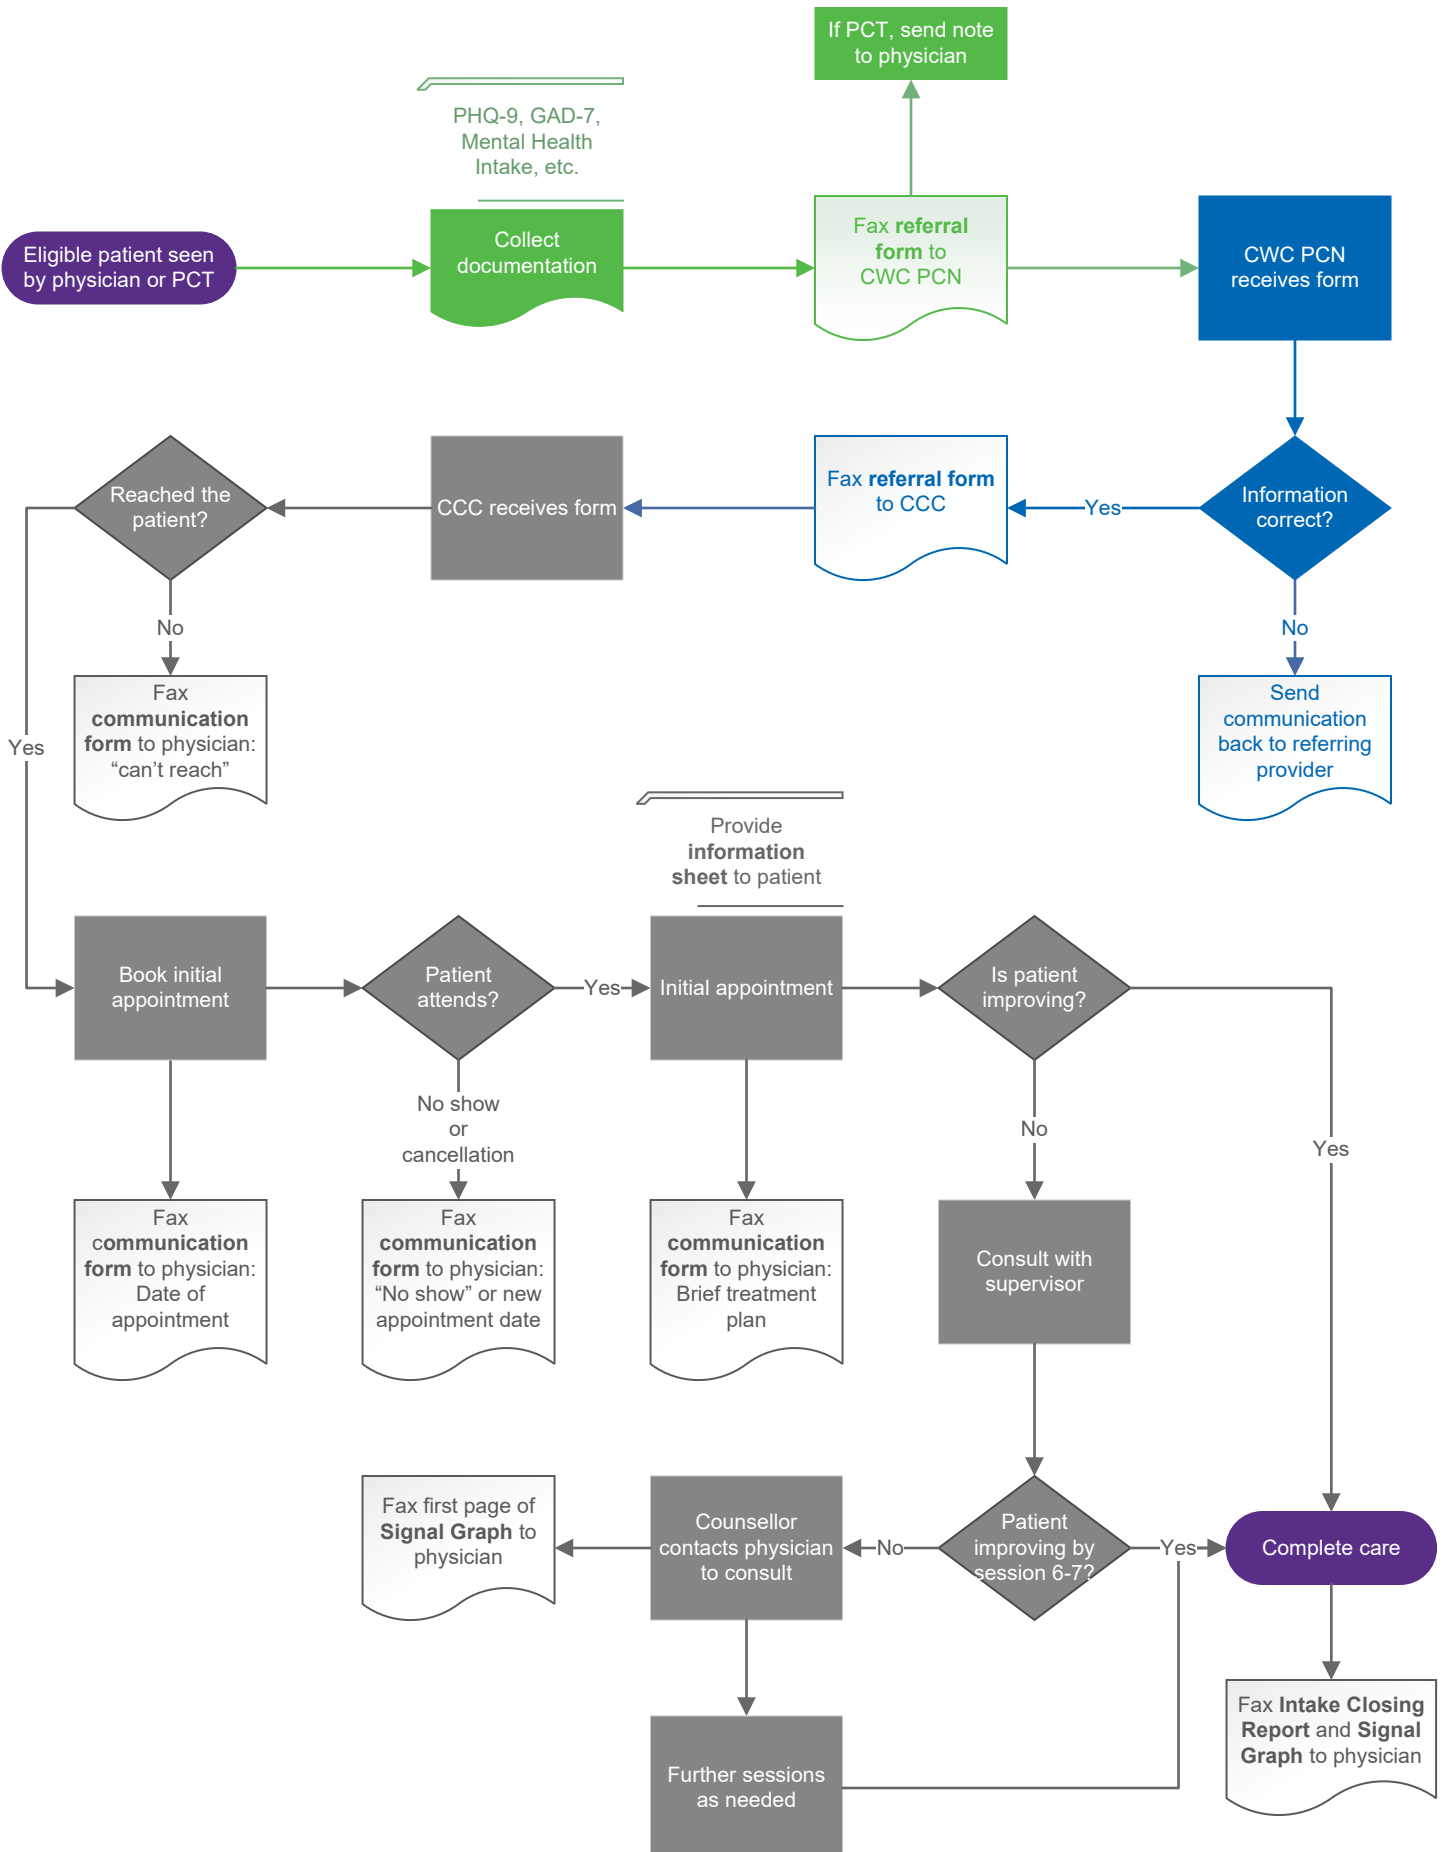 If PCT, send note
to physician
PHQ-9, GAD-7,
Mental Health
Intake, etc.
Eligible patient seen
by physician or PCT
Collect
documentation
Fax referral
form to
CWC PCN
CWC PCN
receives form
Reached the
patient?
CCC receives form
Fax referral form
to CCC
Yes
Information
correct?
No
No
Fax
communication
form to physician:
“can’t reach”
Yes
Send
communication
back to referring
provider
Provide
information
sheet to patient
Book initial
appointment
Patient
attends?
Yes
Initial appointment
Is patient
improving?
No show
or
cancellation
No
Yes
Fax
communication
form to physician:
Date of
appointment
Fax
communication
form to physician:
“No show” or new
appointment date
Fax
communication
form to physician:
Brief treatment
plan
Consult with
supervisor
Fax first page of
Signal Graph to
physician
Counsellor
contacts physician
to consult
No
Patient
improving by
session 6-7?
Yes
Complete care
Further sessions
as needed
Fax Intake Closing
Report and Signal
Graph to physician